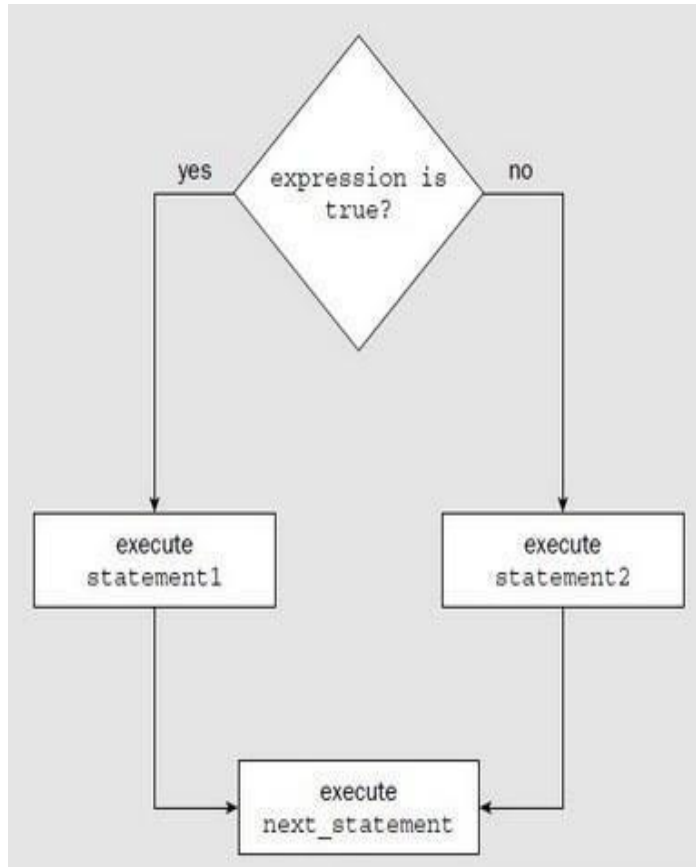 yes
expression is
true?
no
execute
statement1
execute
statement2
execute
next_statement